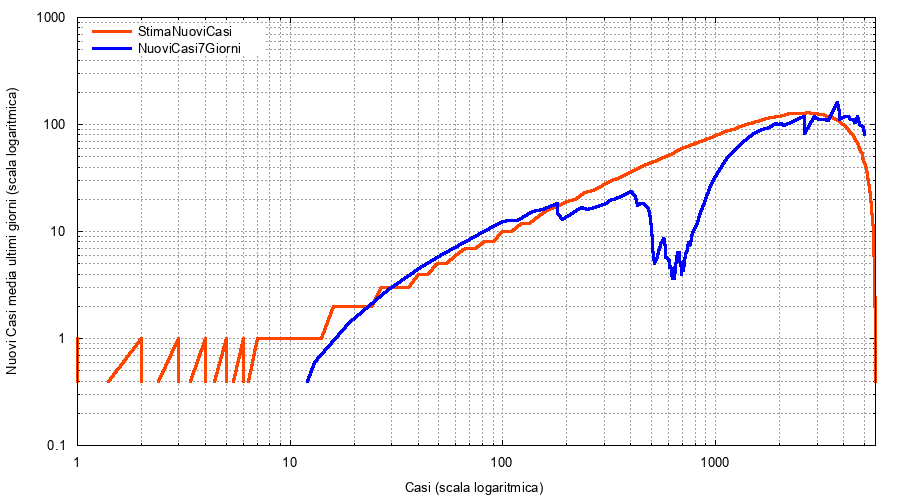 1000
StimaNuoviCasi
NuoviCasi7Giorni
100
10
1
0.1
Nuovi Casi media ultimi giorni (scala logaritmica)
1 10 100 1000
Casi (scala logaritmica)